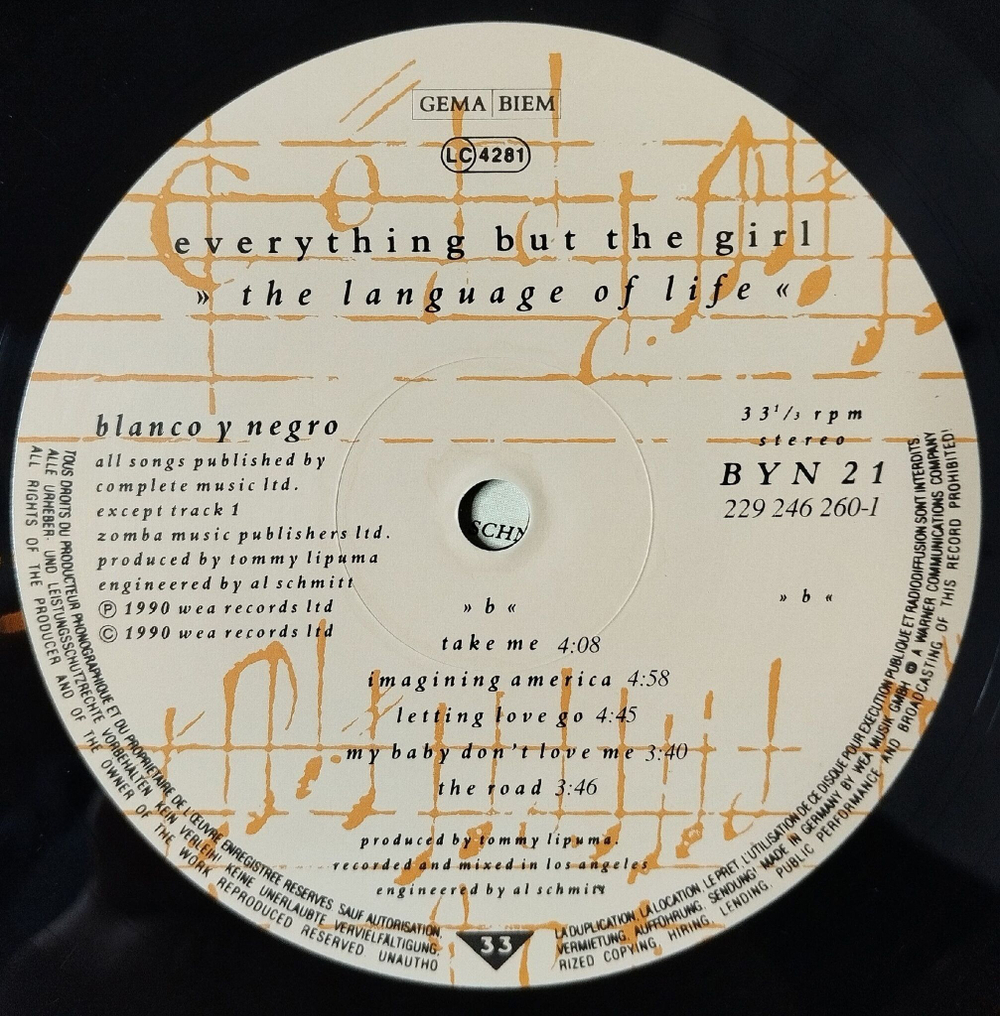 GEMA BIEM
LC 4281
everything but the girl
» the language of life «
blanco y negro
all songs published by
complete music ltd.
except track 1
zomba music publishers ltd.
produced by tommy lipuma
engineered by al schmitt
℗ 1990 wea records ltd
© 1990 wea records ltd
33 1/3 rpm
stereo
BYN 21
229 246 260-1
» b «
SCHN
» b «
take me 4:08
imagining america 4:58
letting love go 4:45
my baby don't love me 3:40
the road 3:46
produced by tommy lipuma.
recorded and mixed in los angeles
engineered by al schmitt
33
TOUS DROITS DU PRODUCTEUR PHONOGRAPHIQUE ET DU PROPRIETAIRE DE L'ŒUVRE ENREGISTREE RESERVES SAUF AUTORISATION, LA DUPLICATION, LA LOCATION, LE PRET, L'UTILISATION DE CE DISQUE POUR EXECUTION PUBLIQUE ET RADIODIFFUSION SONT INTERDITS
ALLE URHEBER- UND LEISTUNGSSCHUTZRECHTE VORBEHALTEN KEIN VERLEIH! KEINE UNERLAUBTE VERVIELFÄLTIGUNG, VERMIETUNG, AUFFÜHRUNG, SENDUNG! MADE IN GERMANY BY WEA MUSIK GMBH A WARNER COMMUNICATIONS COMPANY
ALL RIGHTS OF THE PRODUCER AND OF THE OWNER OF THE WORK REPRODUCED RESERVED. UNAUTHORIZED COPYING, HIRING, LENDING, PUBLIC PERFORMANCE AND BROADCASTING OF THIS RECORD PROHIBITED!